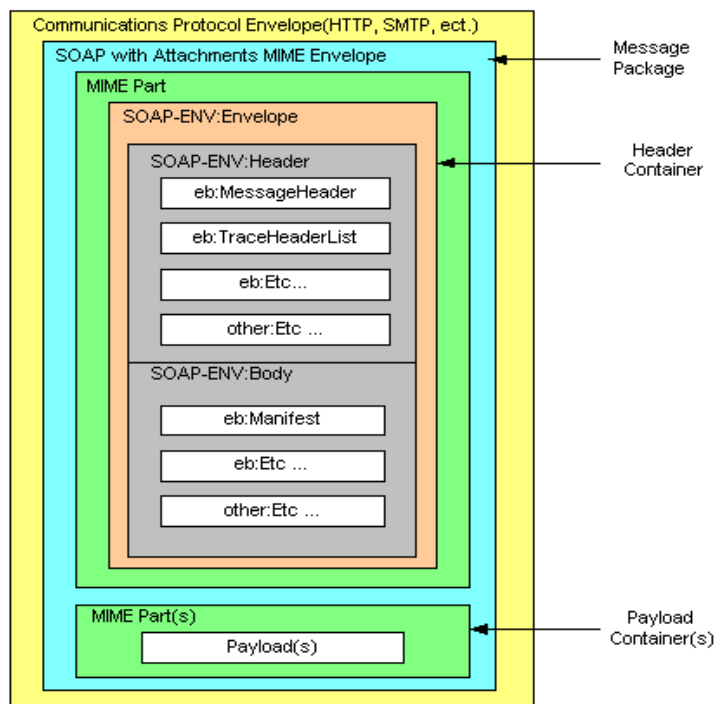 Communications Protocol Envelope(HTTP, SMTP, ect.)
SOAP with Attachments MIME Envelope
MIME Part
SOAP-ENV:Envelope
SOAP-ENV:Header
eb:MessageHeader
eb:TraceHeaderList
eb:Etc...
other:Etc ...
SOAP-ENV:Body
eb:Manifest
eb:Etc ...
other:Etc ...
MIME Part(s)
Payload(s)
Message
Package
Header
Container
Payload
Container(s)